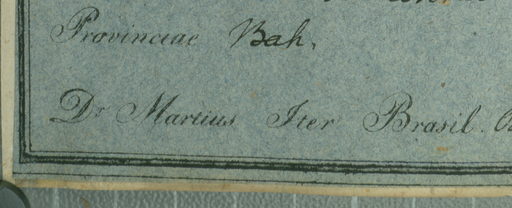 Provinciae Bah.
Dr Martius Iter Brasil.